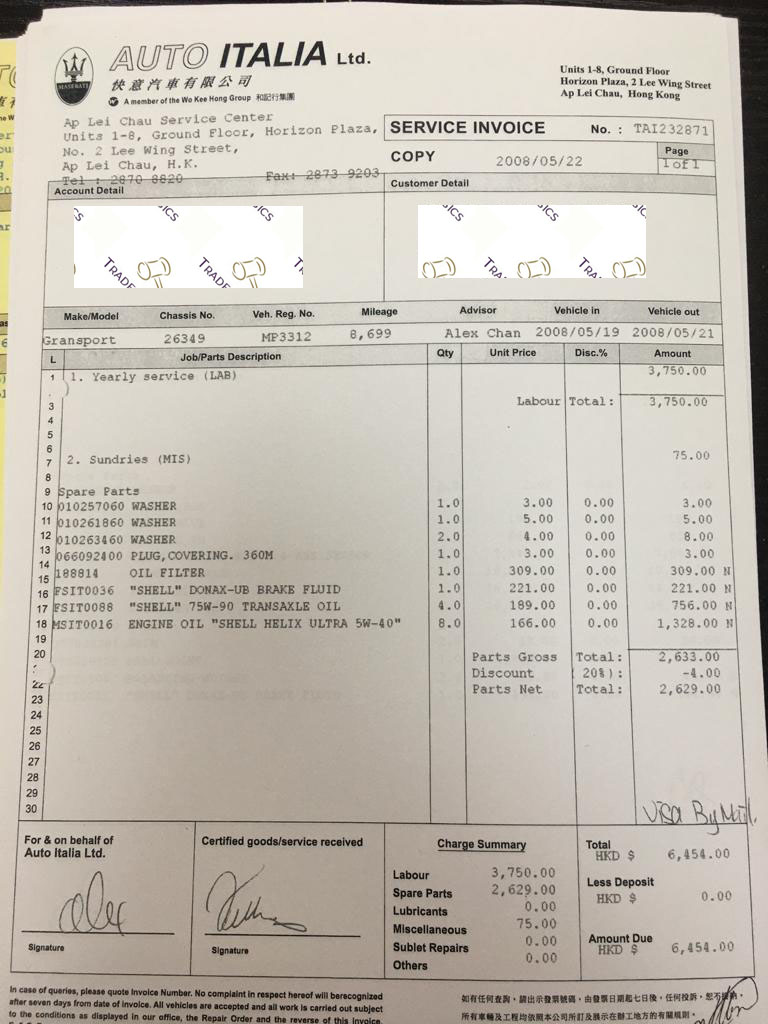 AUTO ITALIA Ltd.
快意汽車有限公司
A member of the Wo Kee Hong Group 和記行集團
MASERATI
Units 1-8, Ground Floor
Horizon Plaza, 2 Lee Wing Street
Ap Lei Chau, Hong Kong
Ap Lei Chau Service Center
Units 1-8, Ground Floor, Horizon Plaza,
No. 2 Lee Wing Street,
Ap Lei Chau, H.K.
Tel : 2870 8820 Fax: 2873 9203
SERVICE INVOICE No. : TAI232871
COPY 2008/05/22 Page
1 of 1
Account Detail Customer Detail
TRADE TRADE TRADE
Make/Model Chassis No. Veh. Reg. No. Mileage Advisor Vehicle in Vehicle out
Gransport 26349 MP3312 8,699 Alex Chan 2008/05/19 2008/05/21
L Job/Parts Description Qty Unit Price Disc.% Amount
1 1. Yearly service (LAB) 3,750.00
3 Labour Total: 3,750.00
4
5
6
7 2. Sundries (MIS) 75.00
8
9 Spare Parts
10 010257060 WASHER 1.0 3.00 0.00 3.00
11 010261860 WASHER 1.0 5.00 0.00 5.00
12 010263460 WASHER 2.0 4.00 0.00 8.00
13 066092400 PLUG,COVERING. 360M 1.0 3.00 0.00 3.00
14
15 188814 OIL FILTER 1.0 309.00 0.00 309.00 N
16 FSIT0036 "SHELL" DONAX-UB BRAKE FLUID 1.0 221.00 0.00 221.00 N
17 FSIT0088 "SHELL" 75W-90 TRANSAXLE OIL 4.0 189.00 0.00 756.00 N
18 MSIT0016 ENGINE OIL "SHELL HELIX ULTRA 5W-40" 8.0 166.00 0.00 1,328.00 N
19
20 Parts Gross Total: 2,633.00
Discount ( 20%): -4.00
22 Parts Net Total: 2,629.00
23
24
25
26
27
28
29
30
Visa By Mail.
For & on behalf of
Auto Italia Ltd.
Signature
Certified goods/service received
Signature
Charge Summary
Labour 3,750.00
Spare Parts 2,629.00
Lubricants 0.00
Miscellaneous 75.00
Sublet Repairs 0.00
Others 0.00
Total
HKD $ 6,454.00
Less Deposit
HKD $ 0.00
Amount Due
HKD $ 6,454.00
In case of queries, please quote Invoice Number. No complaint in respect hereof will be recognized
after seven days from date of invoice. All vehicles are accepted and all work is carried out subject
to the conditions as displayed in our office, the Repair Order and the reverse of this invoice.
如有任何查詢，請出示發票號碼，由發票日期起七日後，任何投訴，恕不接納。
所有車輛及工程均依照本公司所訂及展示在辦工地方的有關規則，